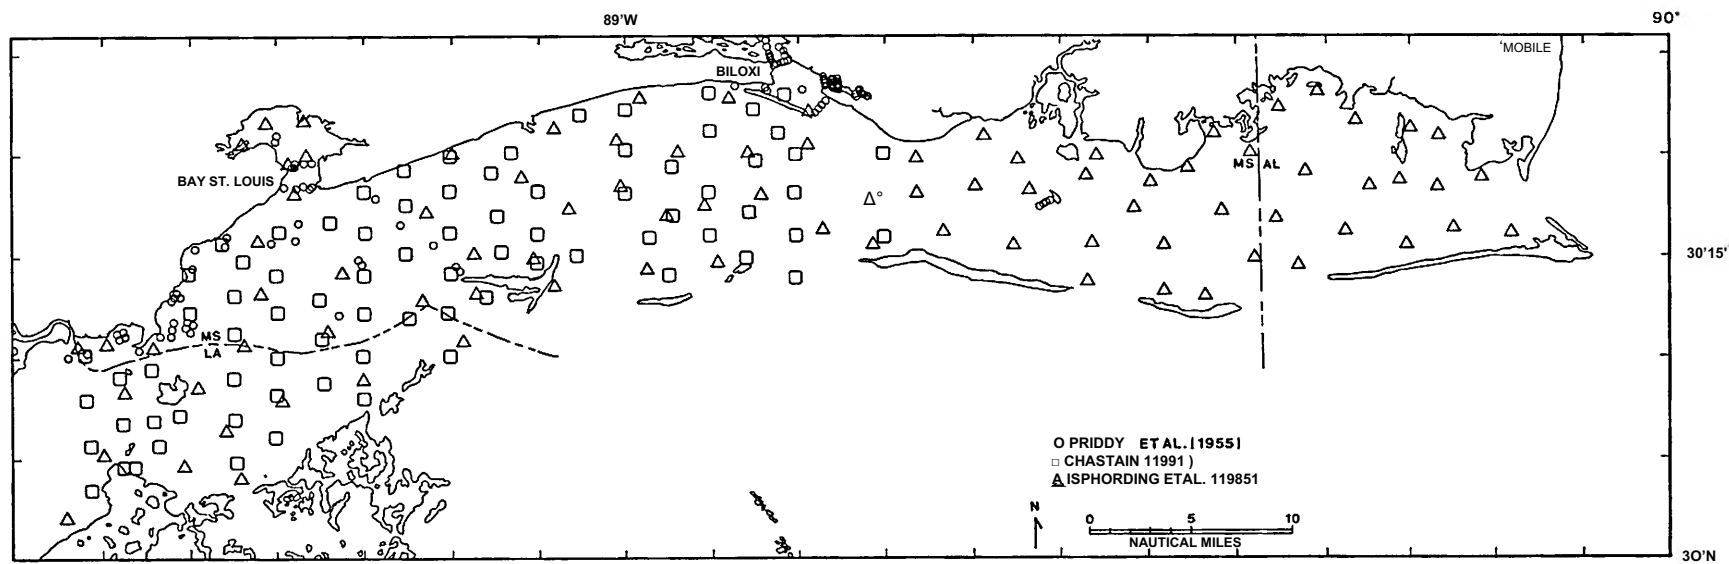 89'W
90°
'MOBILE
BILOXI
BAY ST. LOUIS
MS AL
30'15'
MS
LA
O PRIDDY ET AL. [1955]
□ CHASTAIN 11991 )
△ ISPHORDING ETAL. 119851
N
0 5 10
NAUTICAL MILES
30'N